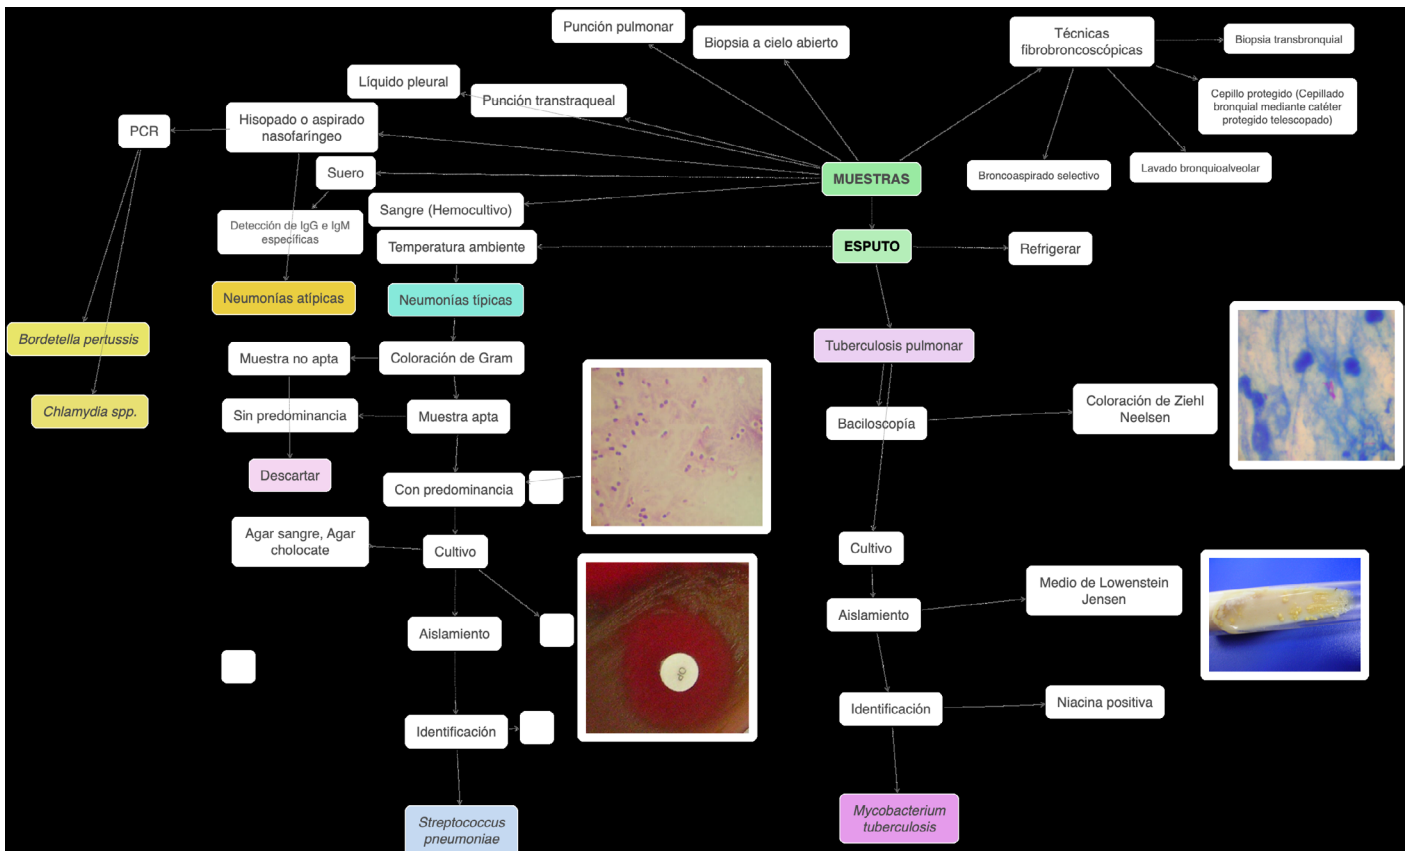 Punción pulmonar
Biopsia a cielo abierto
Técnicas
fibrobroncoscópicas
Biopsia transbronquial
Líquido pleural
Punción transtraqueal
Cepillo protegido (Cepillado
bronquial mediante catéter
protegido telescopado)
PCR
Hisopado o aspirado
nasofaríngeo
Suero
MUESTRAS
Broncoaspirado selectivo
Lavado bronquioalveolar
Sangre (Hemocultivo)
Detección de IgG e IgM
específicas
Temperatura ambiente
ESPUTO
Refrigerar
Neumonías atípicas
Neumonías típicas
Bordetella pertussis
Muestra no apta
Coloración de Gram
Tuberculosis pulmonar
Chlamydia spp.
Sin predominancia
Muestra apta
Baciloscopía
Coloración de Ziehl
Neelsen
Descartar
Con predominancia
Agar sangre, Agar
cholocate
Cultivo
Cultivo
Aislamiento
Aislamiento
Medio de Lowenstein
Jensen
Identificación
Identificación
Niacina positiva
Streptococcus
pneumoniae
Mycobacterium
tuberculosis